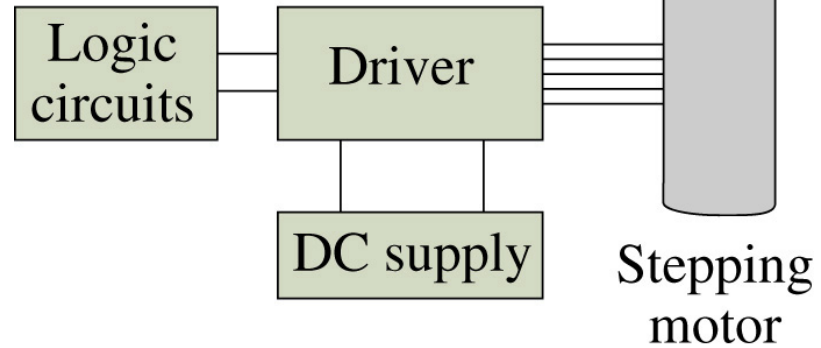 Logic
circuits
Driver
DC supply
Stepping
motor